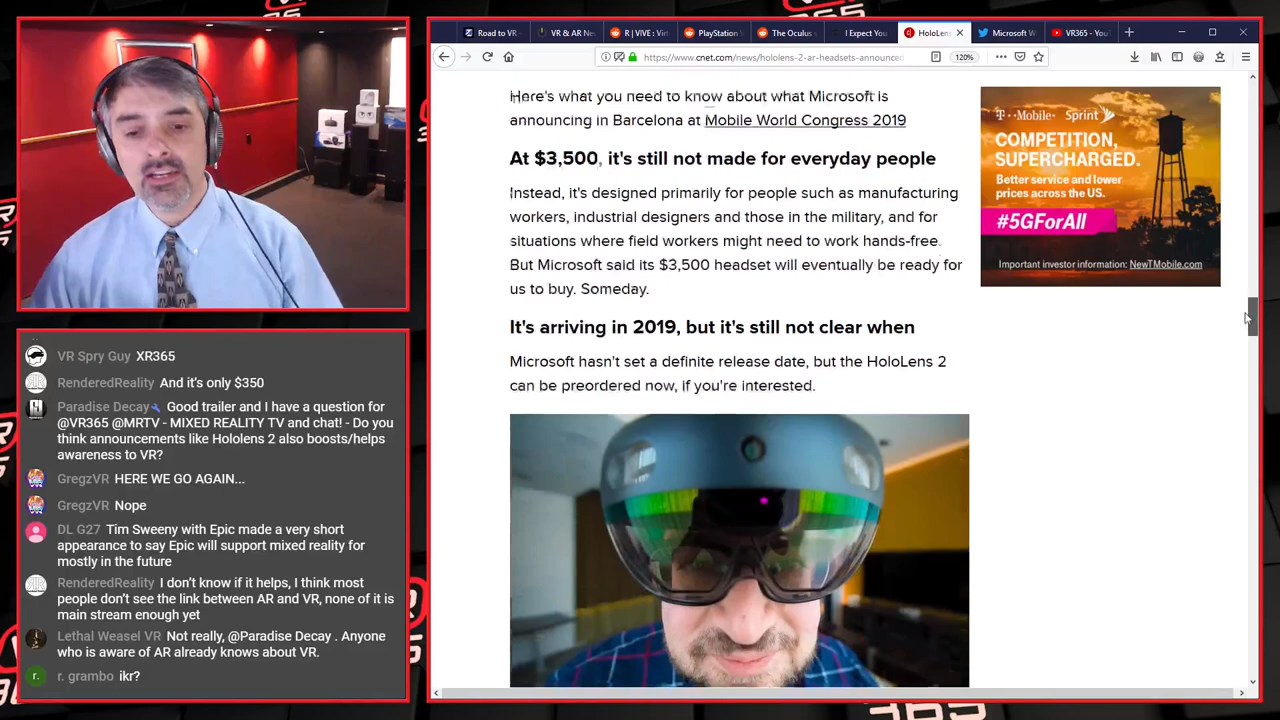 Road to VR
VR & AR Ne
R | VIVE : Virt
PlayStation V
The Oculus s
I Expect You
HoloLen
Microsoft W
VR365 - You
https://www.cnet.com/news/hololens-2-ar-headsets-announced
120%
Here's what you need to know about what Microsoft is
announcing in Barcelona at Mobile World Congress 2019
At $3,500, it's still not made for everyday people
Instead, it's designed primarily for people such as manufacturing
workers, industrial designers and those in the military, and for
situations where field workers might need to work hands-free.
But Microsoft said its $3,500 headset will eventually be ready for
us to buy. Someday.
It's arriving in 2019, but it's still not clear when
Microsoft hasn't set a definite release date, but the HoloLens 2
can be preordered now, if you're interested.
T··Mobile· Sprint
COMPETITION,
SUPERCHARGED.
Better service and lower
prices across the US.
#5GForAll
Important investor information: NewTMobile.com
VR Spry Guy XR365
RenderedReality And it's only $350
Paradise Decay Good trailer and I have a question for
@VR365 @MRTV - MIXED REALITY TV and chat! - Do you
think announcements like Hololens 2 also boosts/helps
awareness to VR?
GregzVR HERE WE GO AGAIN...
GregzVR Nope
DL G27 Tim Sweeny with Epic made a very short
appearance to say Epic will support mixed reality for
mostly in the future
RenderedReality I don't know if it helps, I think most
people don't see the link between AR and VR, none of it is
main stream enough yet
Lethal Weasel VR Not really, @Paradise Decay . Anyone
who is aware of AR already knows about VR.
r. r. grambo ikr?